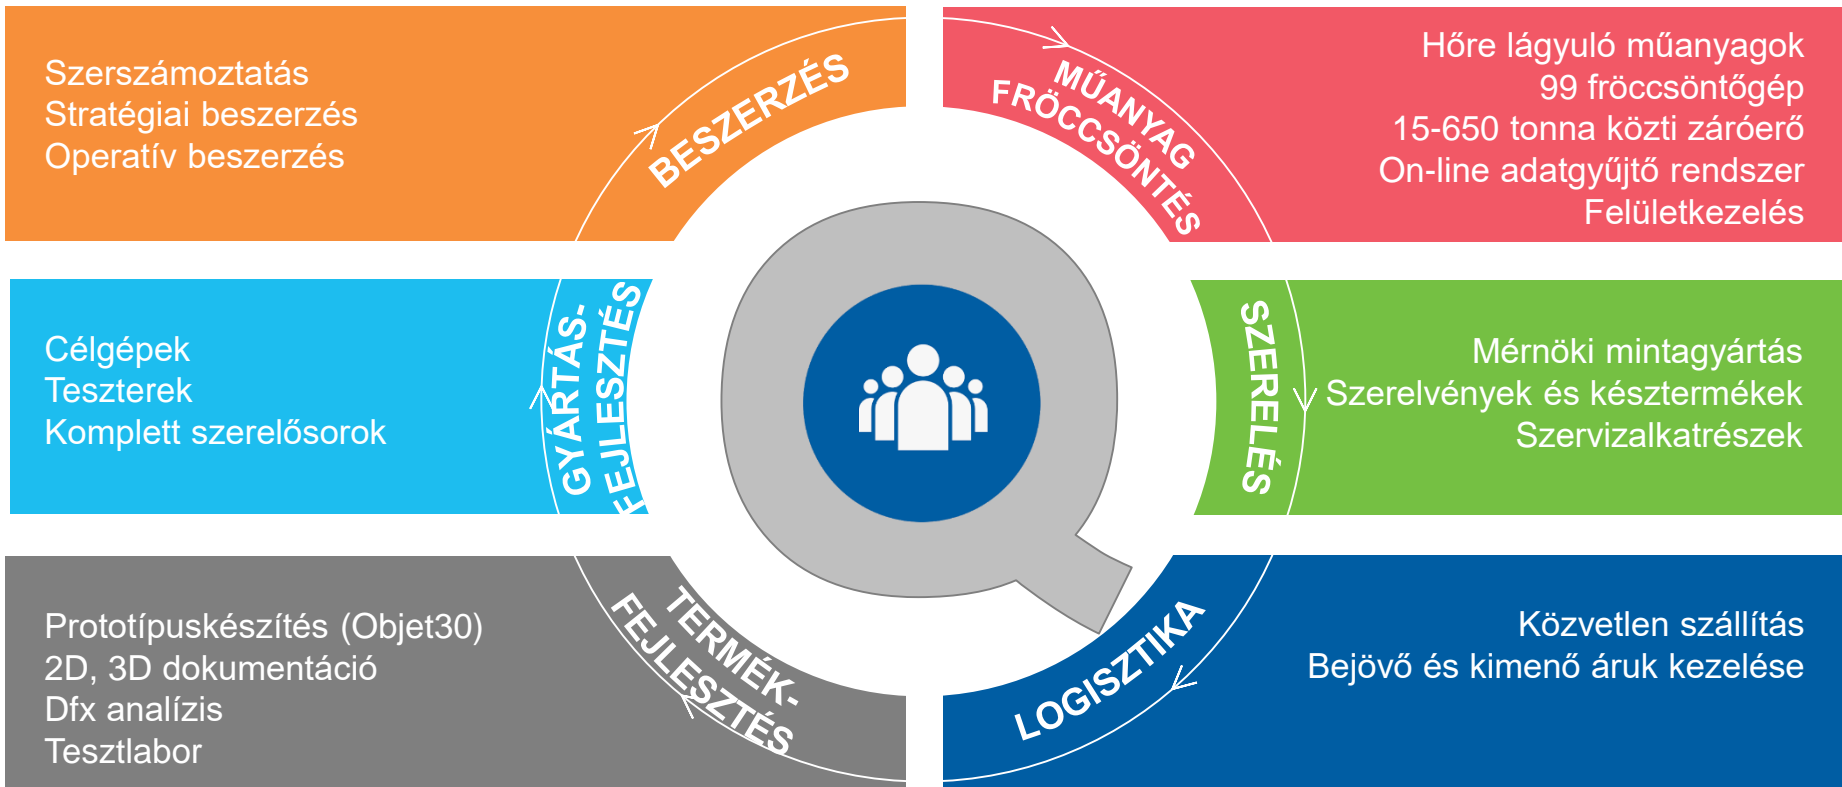 Szerszámoztatás
Stratégiai beszerzés
Operatív beszerzés
BESZERZÉS
MŰANYAG
FRÖCCSÖNTÉS
Hőre lágyuló műanyagok
99 fröccsöntőgép
15-650 tonna közti záróerő
On-line adatgyűjtő rendszer
Felületkezelés
Célgépek
Teszterek
Komplett szerelősorok
GYÁRTÁS-
FEJLESZTÉS
SZERELÉS
Mérnöki mintagyártás
Szerelvények és késztermékek
Szervizalkatrészek
Prototípuskészítés (Objet30)
2D, 3D dokumentáció
Dfx analízis
Tesztlabor
TERMÉK-
FEJLESZTÉS
LOGISZTIKA
Közvetlen szállítás
Bejövő és kimenő áruk kezelése